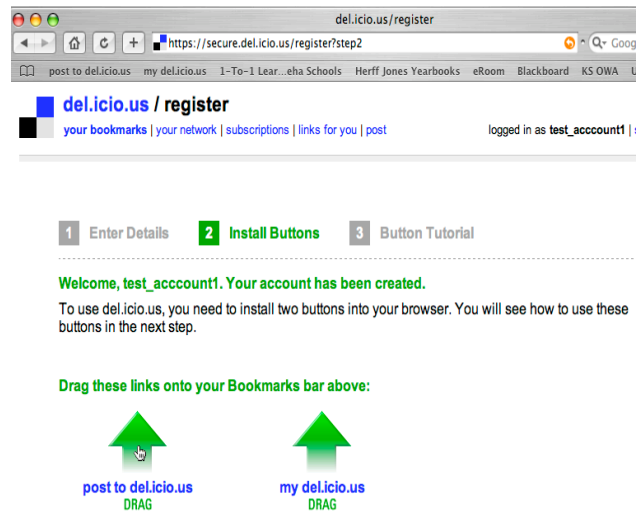 del.icio.us/register
https://secure.del.icio.us/register?step2
Goog
post to del.icio.us my del.icio.us 1-To-1 Lear...eha Schools Herff Jones Yearbooks eRoom Blackboard KS OWA
del.icio.us / register
your bookmarks | your network | subscriptions | links for you | post logged in as test_acccount1 |
1 Enter Details 2 Install Buttons 3 Button Tutorial
Welcome, test_acccount1. Your account has been created.
To use del.icio.us, you need to install two buttons into your browser. You will see how to use these
buttons in the next step.
Drag these links onto your Bookmarks bar above:
post to del.icio.us my del.icio.us
DRAG DRAG